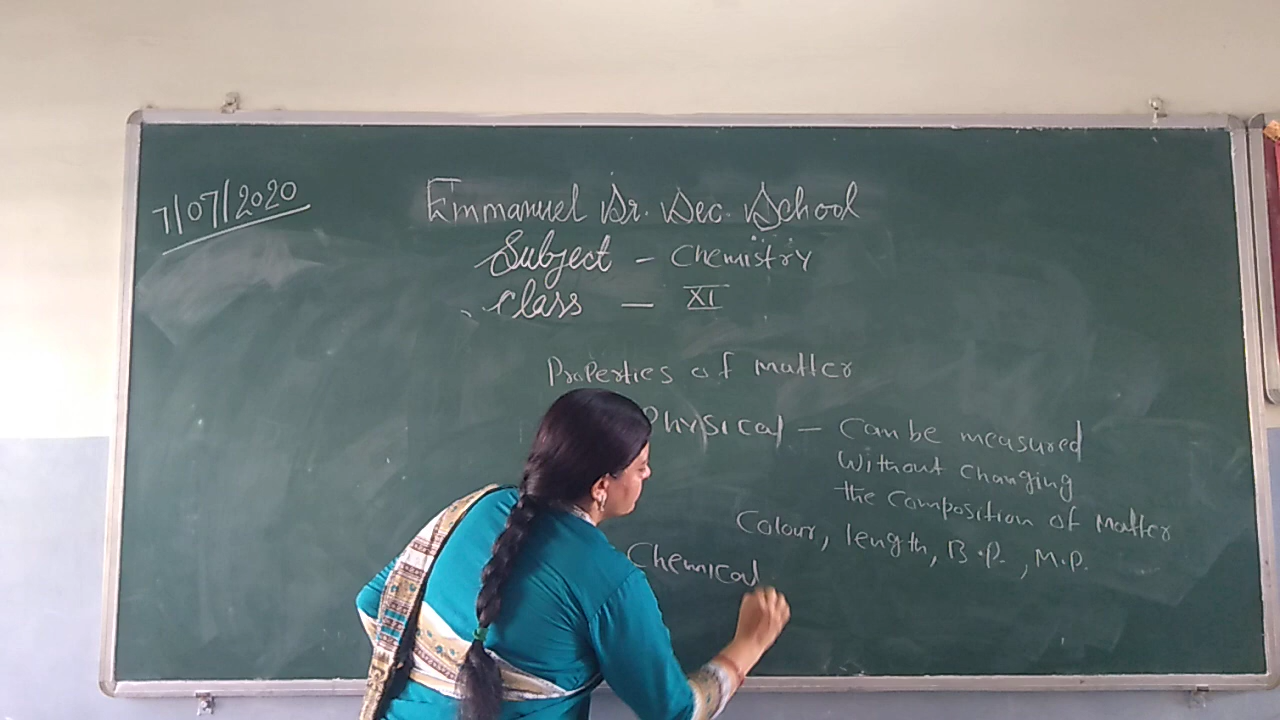 7/07/2020
Emmanuel Sr. Sec. School
Subject - Chemistry
Class - XI
Properties of matter
Physical - Can be measured
Without changing
the Composition of Matter
Colour, length, B.P., M.P.
Chemical